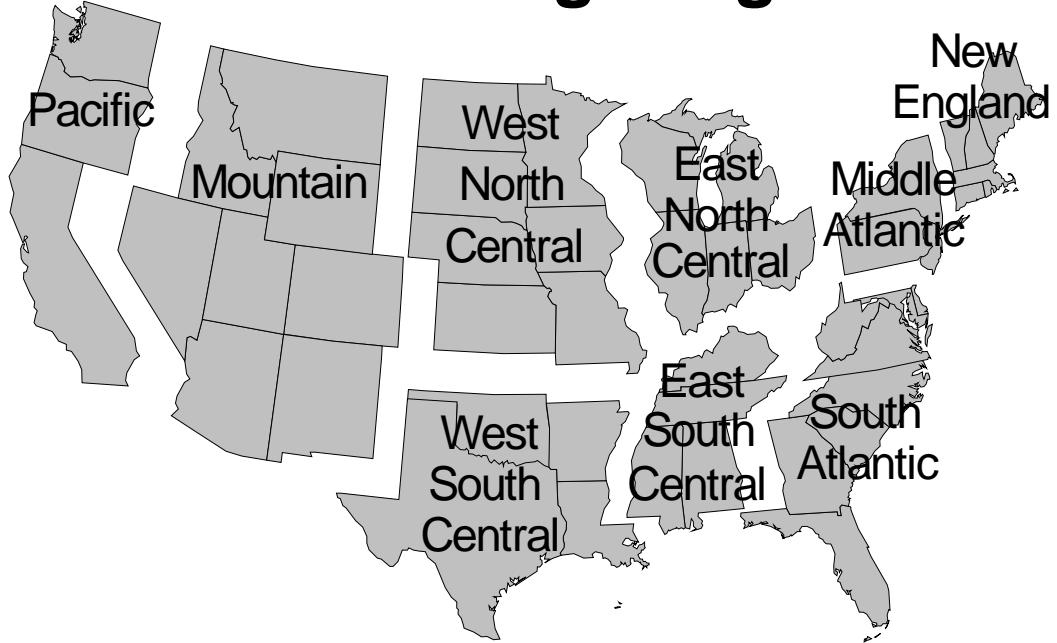 Pacific
Mountain
West
North
Central
East
North
Central
New
England
Middle
Atlantic
West
South
Central
East
South
Central
South
Atlantic